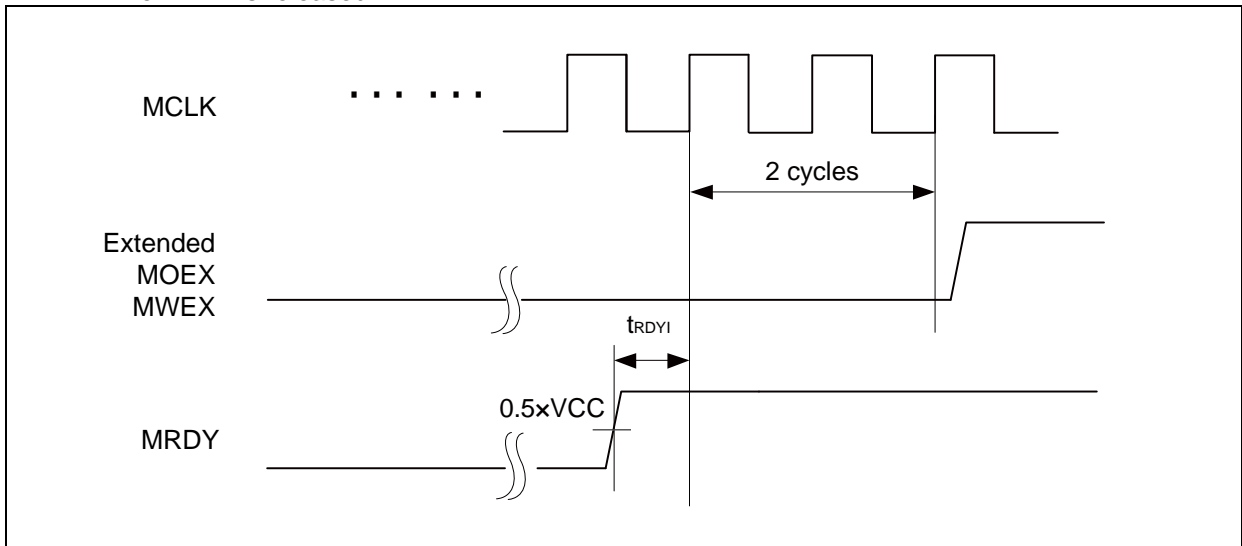 MCLK
... ...
2 cycles
Extended
MOEX
MWEX
tRDYI
0.5×VCC
MRDY